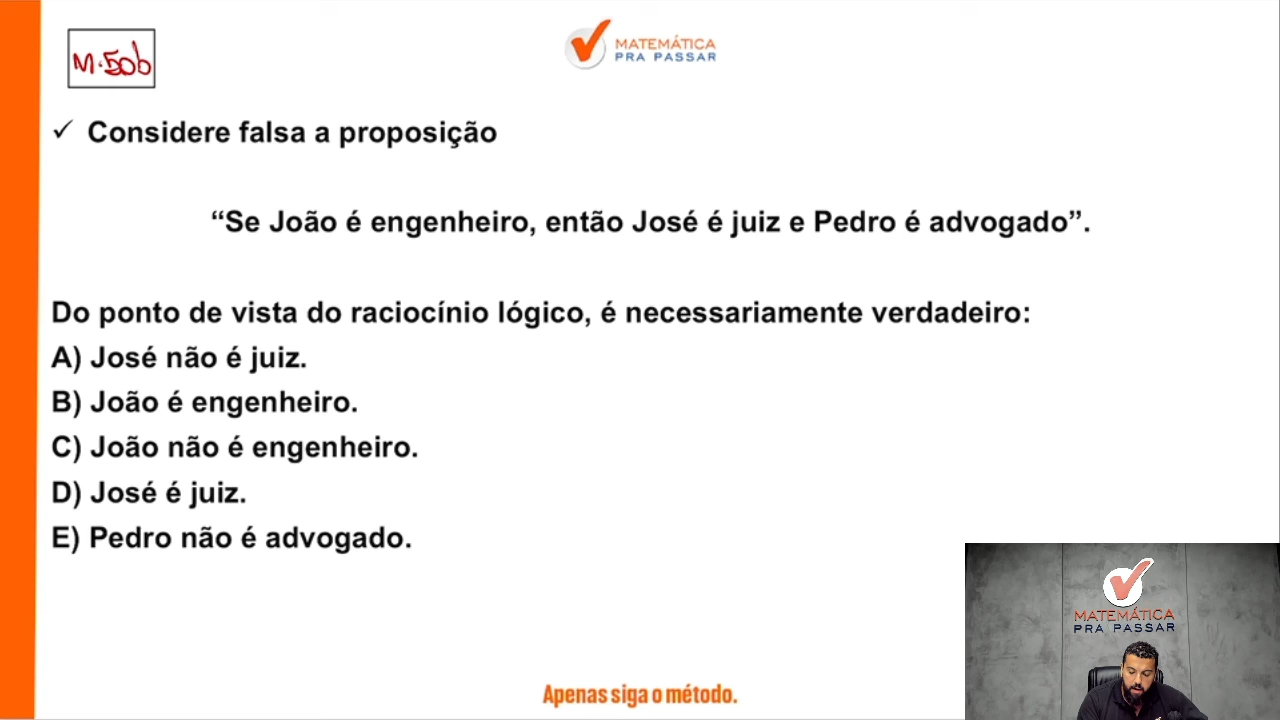 M.50b
MATEMÁTICA
PRA PASSAR
✓ Considere falsa a proposição
“Se João é engenheiro, então José é juiz e Pedro é advogado”.
Do ponto de vista do raciocínio lógico, é necessariamente verdadeiro:
A) José não é juiz.
B) João é engenheiro.
C) João não é engenheiro.
D) José é juiz.
E) Pedro não é advogado.
MATEMÁTICA
PRA PASSAR
Apenas siga o método.